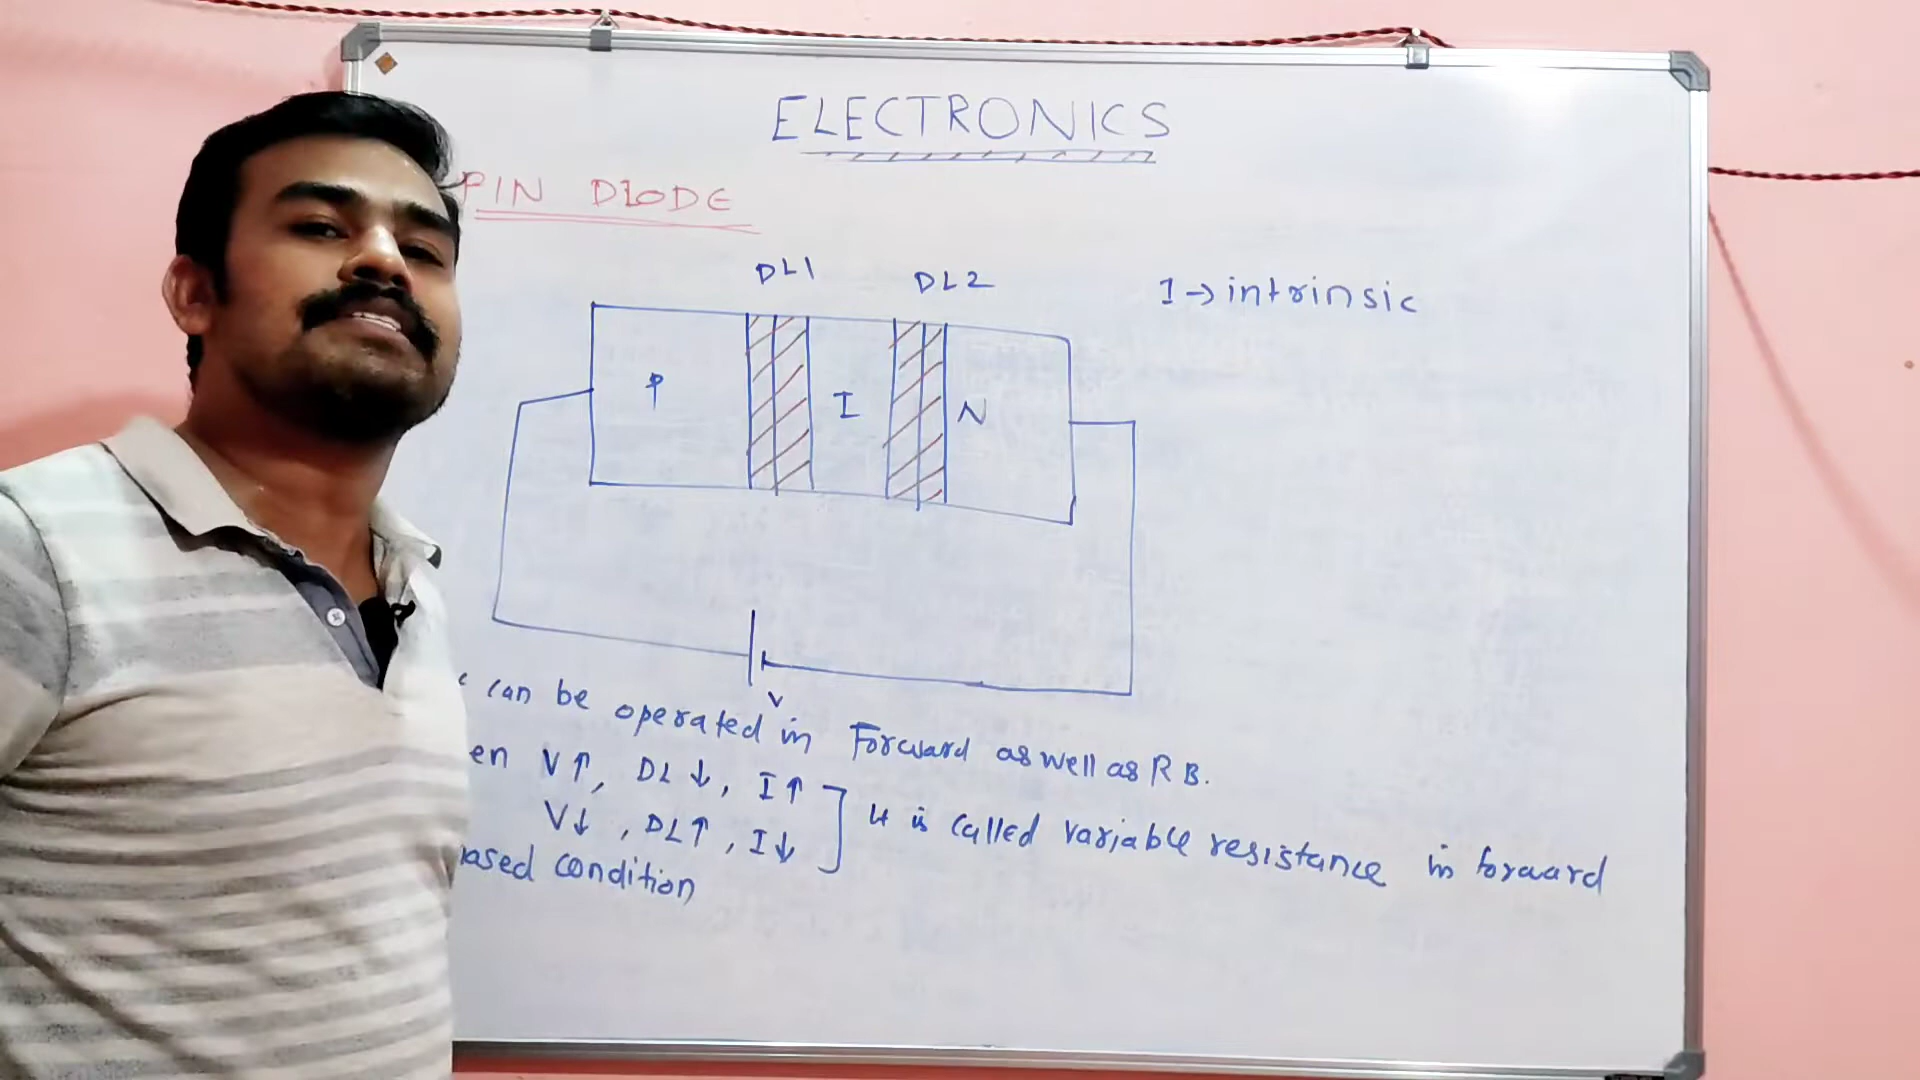 ELECTRONICS
PIN DIODE
DL1 DL2
I → intrinsic
P I N
V
can be operated in Forward as well as R B.
en V↑, DL↓, I↑
V↓, DL↑, I↓ ] It is called variable resistance in forward
ased condition